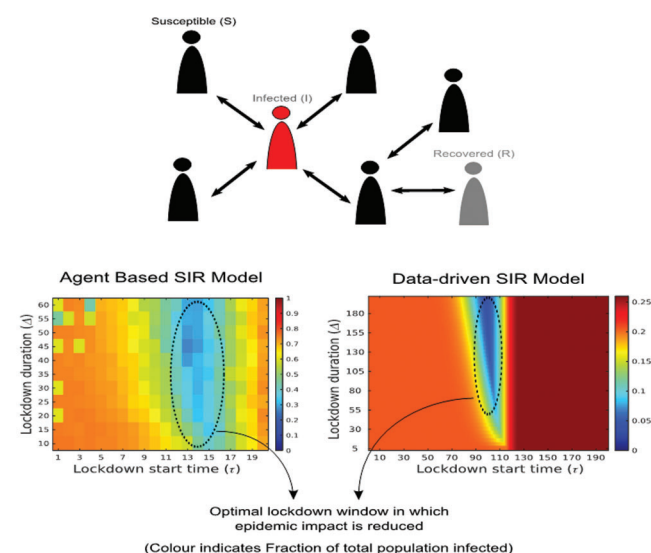 Susceptible (S)
Infected (I)
Recovered (R)
Agent Based SIR Model
Lockdown duration (Δ)
60
55
50
45
40
35
30
25
20
15
10
1 3 5 7 9 11 13 15 17 19
Lockdown start time (τ)
1
0.9
0.8
0.7
0.6
0.5
0.4
0.3
0.2
0.1
0
Data-driven SIR Model
Lockdown duration (Δ)
180
155
130
105
80
55
30
5
10 30 50 70 90 110 130 150 170 190
Lockdown start time (τ)
0.25
0.2
0.15
0.1
0.05
0
Optimal lockdown window in which
epidemic impact is reduced
(Colour indicates Fraction of total population infected)